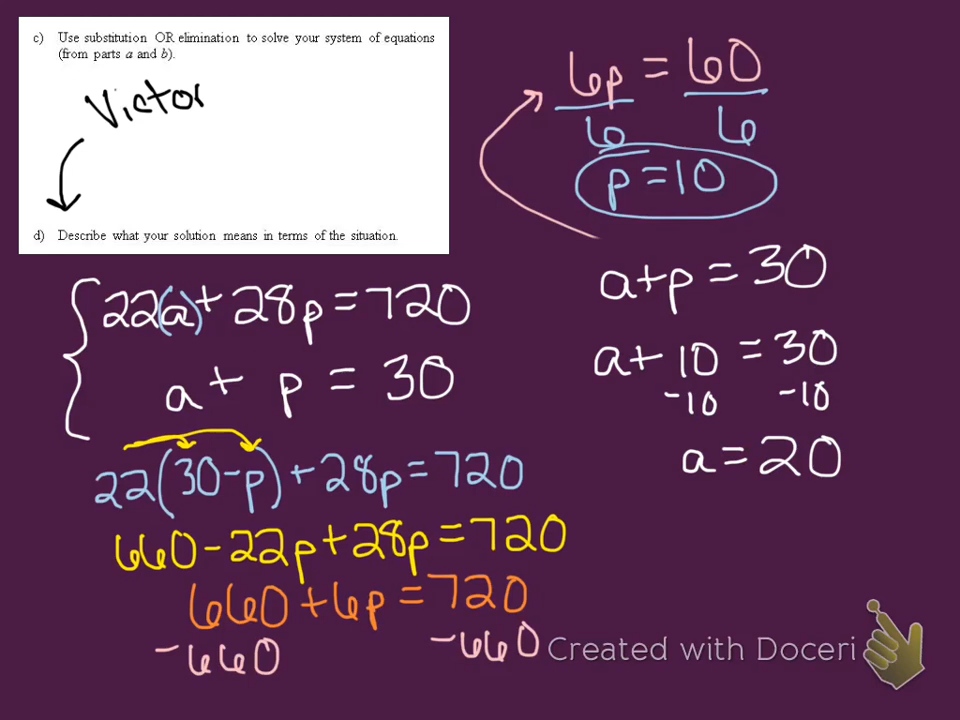 c) Use substitution OR elimination to solve your system of equations
(from parts a and b).
Victor
d) Describe what your solution means in terms of the situation.
22(a)+28p=720
a+p=30
22(30-p)+28p=720
660-22p+28p=720
660+6p=720
-660 -660
6p=60
6 6
p=10
a+p=30
a+10=30
-10 -10
a=20
Created with Doceri